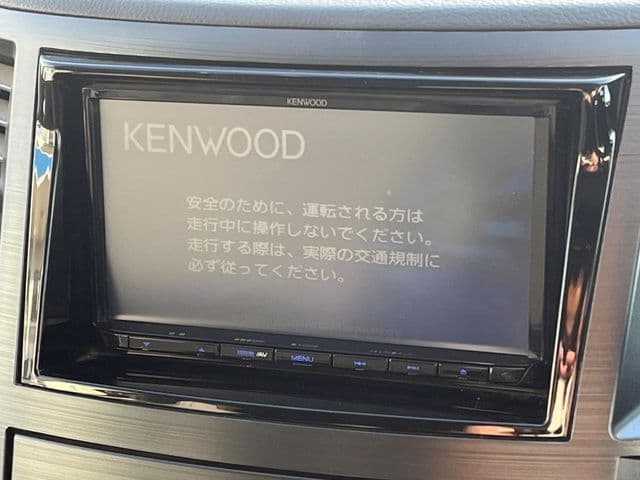 KENWOOD
KENWOOD
安全のために、運転される方は
走行中に操作しないでください。
走行する際は、実際の交通規制に
必ず従ってください。
AV
MENU